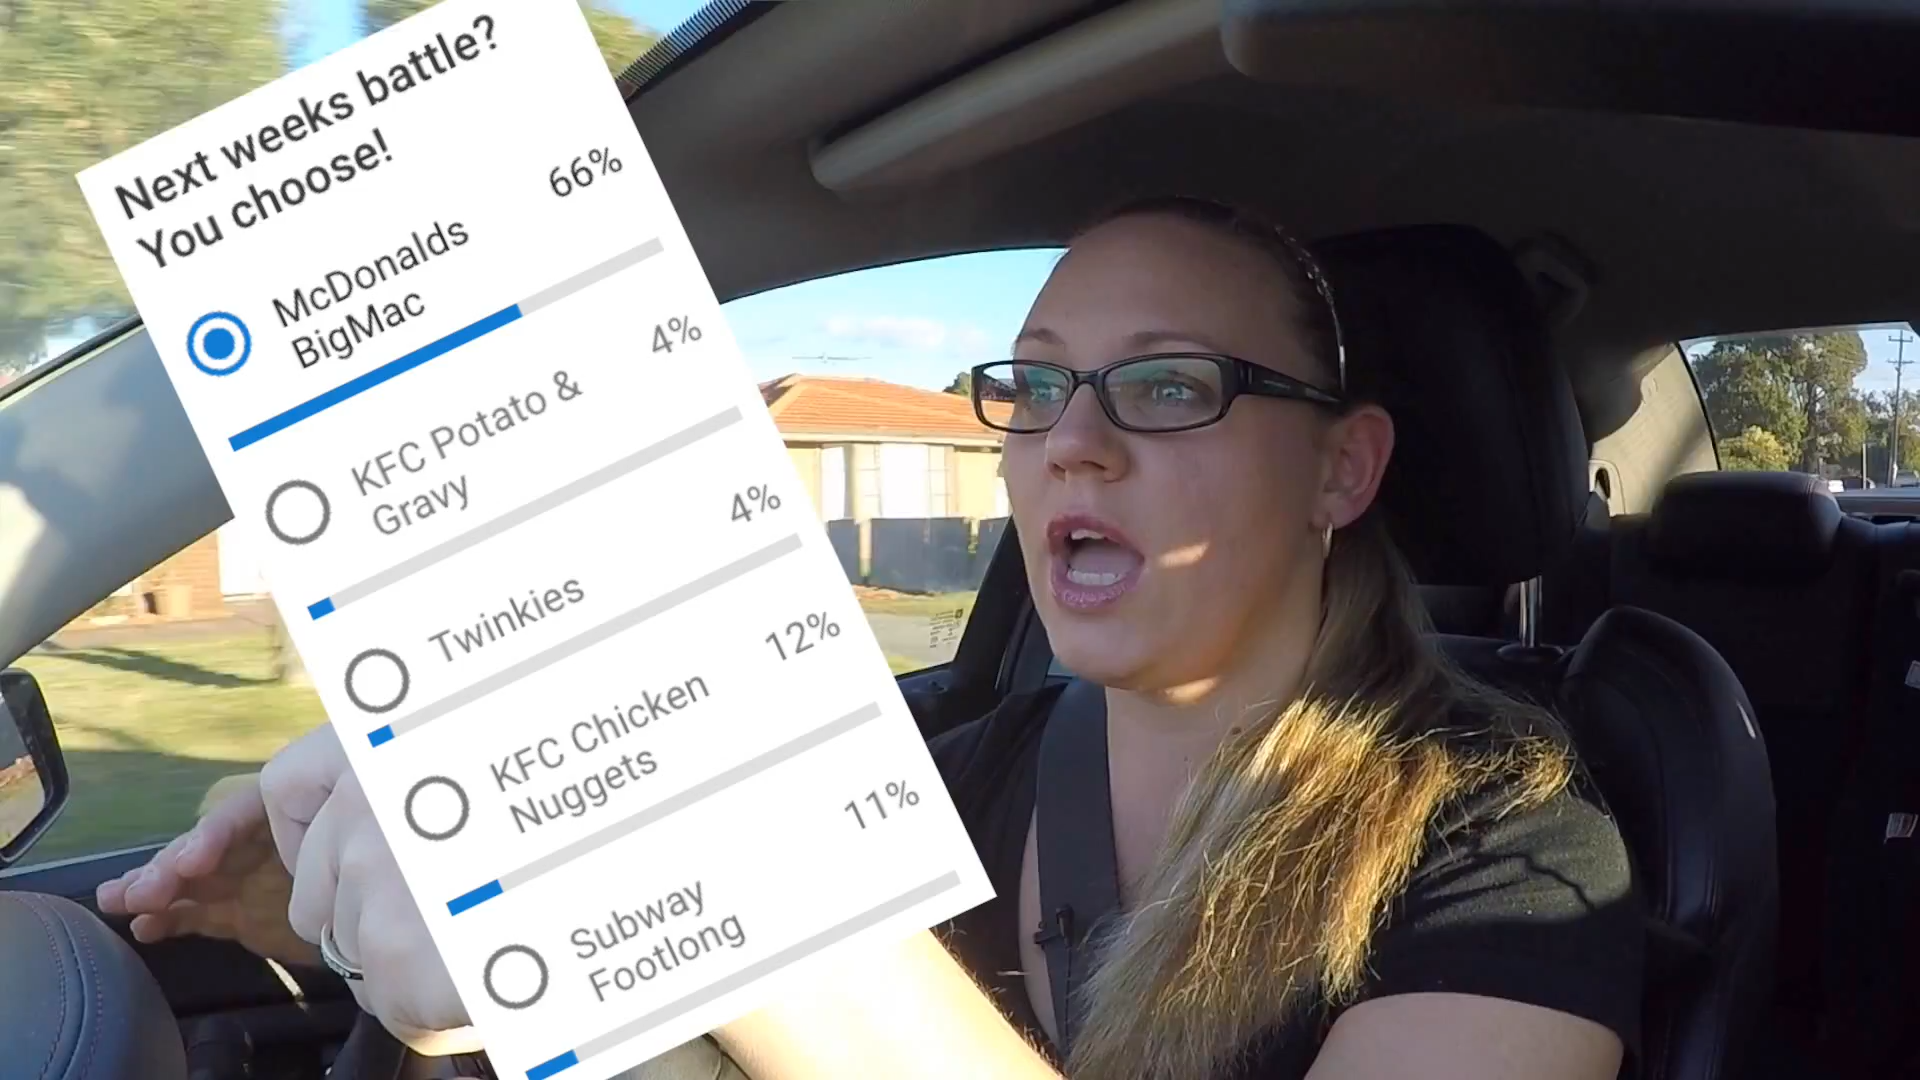 Next weeks battle?
You choose!
66%
McDonalds
BigMac
4%
KFC Potato &
Gravy
4%
Twinkies
12%
KFC Chicken
Nuggets
11%
Subway
Footlong